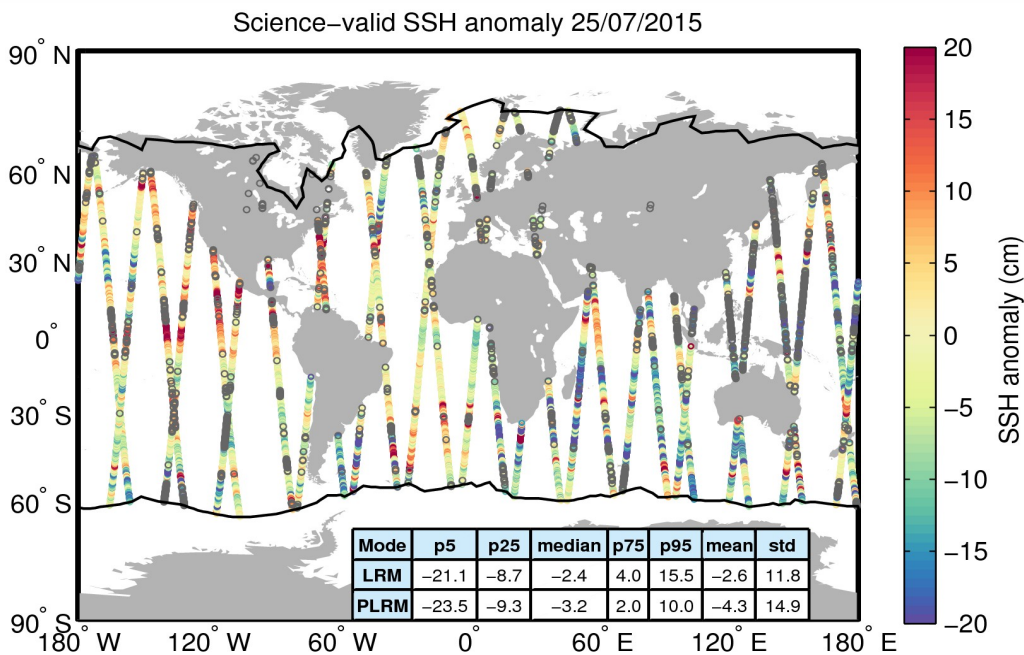 Science−valid SSH anomaly 25/07/2015
90° N
60° N
30° N
0°
30° S
60° S
90° S
180° W
120° W
60° W
0°
60° E
120° E
180° E
Mode p5 p25 median p75 p95 mean std
LRM −21.1 −8.7 −2.4 4.0 15.5 −2.6 11.8
PLRM −23.5 −9.3 −3.2 2.0 10.0 −4.3 14.9
20
15
10
5
0
−5
−10
−15
−20
SSH anomaly (cm)